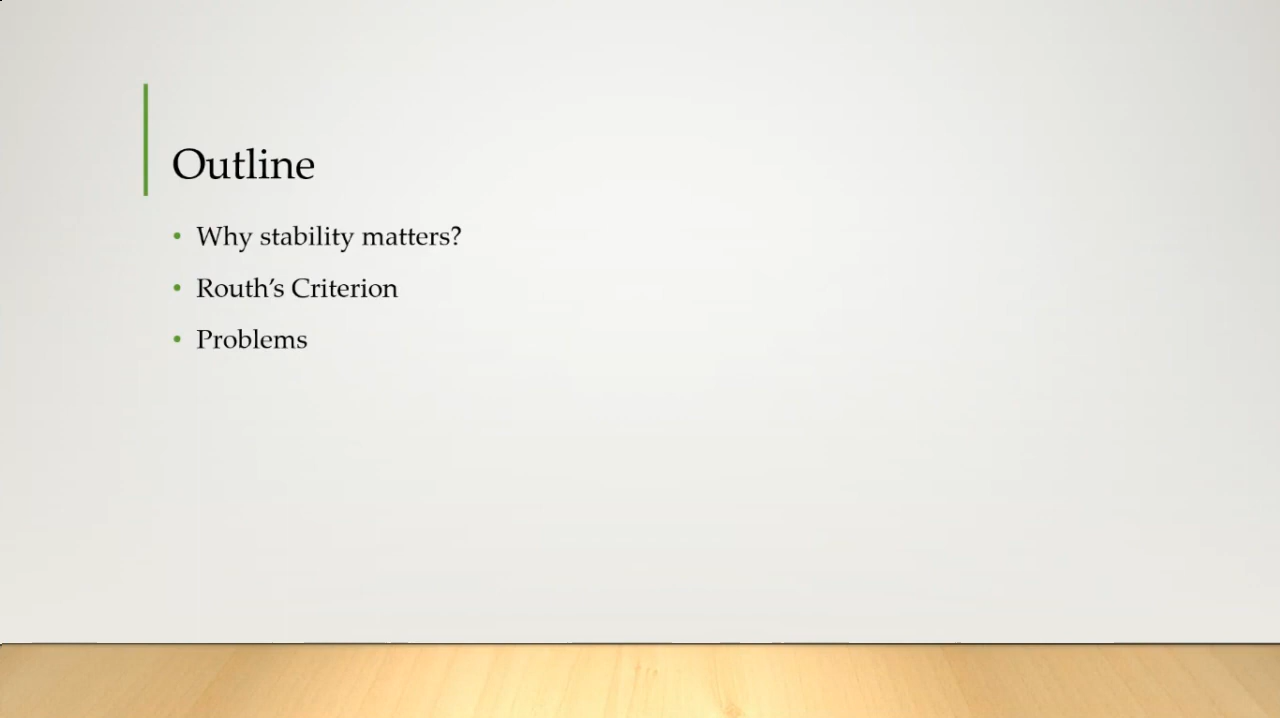 Outline
• Why stability matters?
• Routh’s Criterion
• Problems